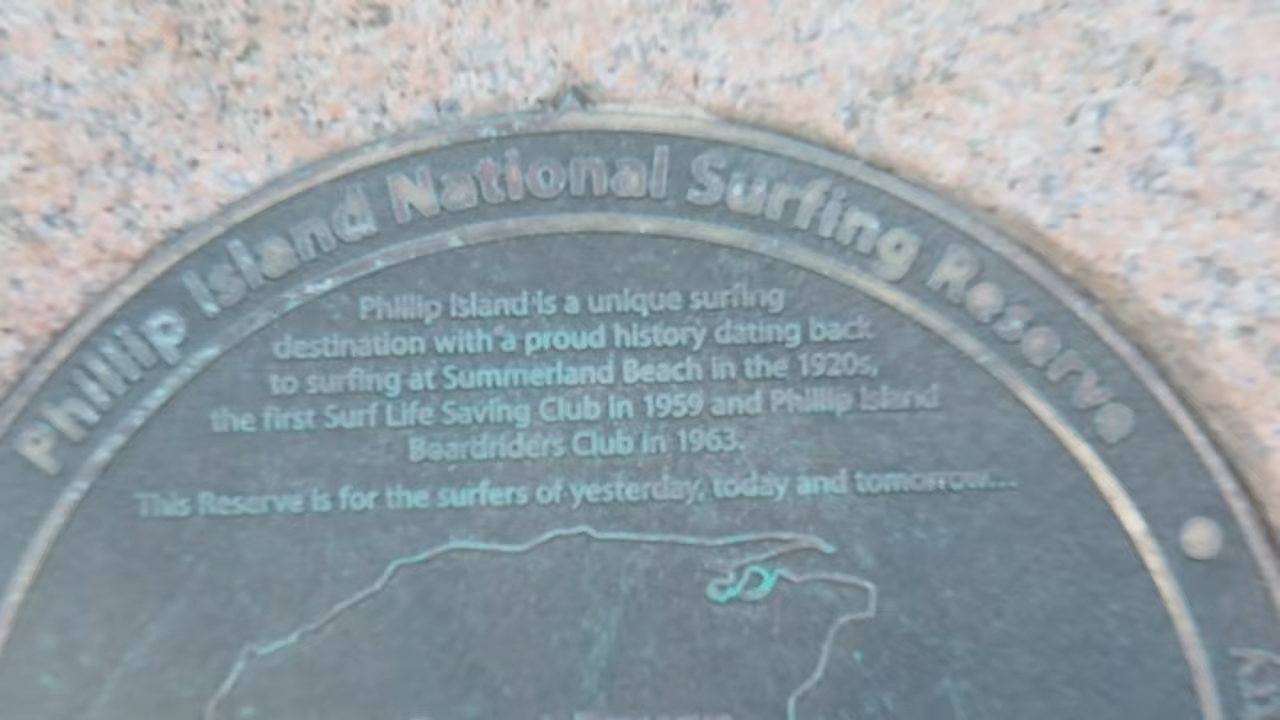 Phillip Island National Surfing Reserve
Phillip Island is a unique surfing
destination with a proud history dating back
to surfing at Summerland Beach in the 1920s,
the first Surf Life Saving Club in 1959 and Phillip Island
Boardriders Club in 1963.
This Reserve is for the surfers of yesterday, today and tomorrow...